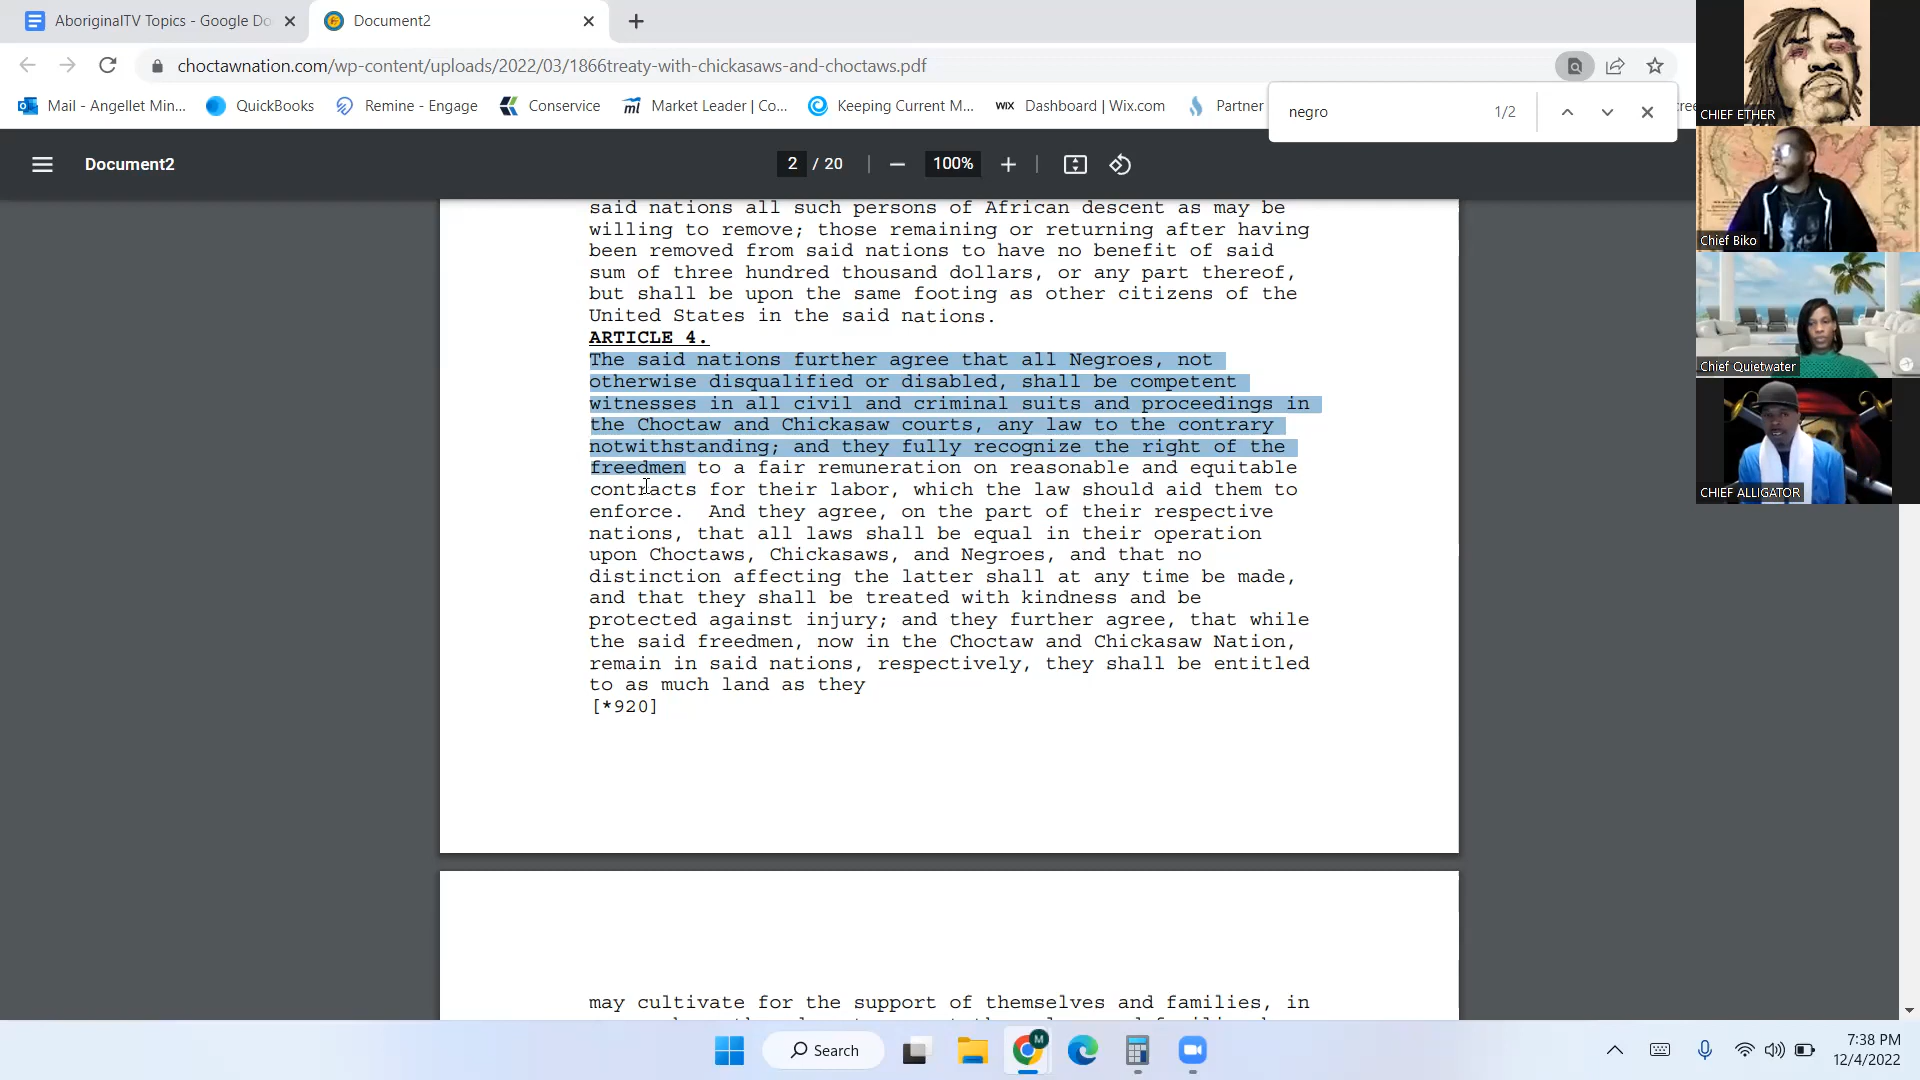 AboriginalTV Topics - Google Do
Document2
choctawnation.com/wp-content/uploads/2022/03/1866treaty-with-chickasaws-and-choctaws.pdf
Mail - Angellet Min...
QuickBooks
Remine - Engage
Conservice
Market Leader | Co...
Keeping Current M...
WIX Dashboard | Wix.com
Partner
negro
1/2
Document2
2 / 20
100%
said nations all such persons of African descent as may be
willing to remove; those remaining or returning after having
been removed from said nations to have no benefit of said
sum of three hundred thousand dollars, or any part thereof,
but shall be upon the same footing as other citizens of the
United States in the said nations.
ARTICLE 4.
The said nations further agree that all Negroes, not
otherwise disqualified or disabled, shall be competent
witnesses in all civil and criminal suits and proceedings in
the Choctaw and Chickasaw courts, any law to the contrary
notwithstanding; and they fully recognize the right of the
freedmen to a fair remuneration on reasonable and equitable
contracts for their labor, which the law should aid them to
enforce.  And they agree, on the part of their respective
nations, that all laws shall be equal in their operation
upon Choctaws, Chickasaws, and Negroes, and that no
distinction affecting the latter shall at any time be made,
and that they shall be treated with kindness and be
protected against injury; and they further agree, that while
the said freedmen, now in the Choctaw and Chickasaw Nation,
remain in said nations, respectively, they shall be entitled
to as much land as they
[*920]
may cultivate for the support of themselves and families, in
CHIEF ETHER
Chief Biko
Chief Quietwater
CHIEF ALLIGATOR
Search
M
7:38 PM
12/4/2022